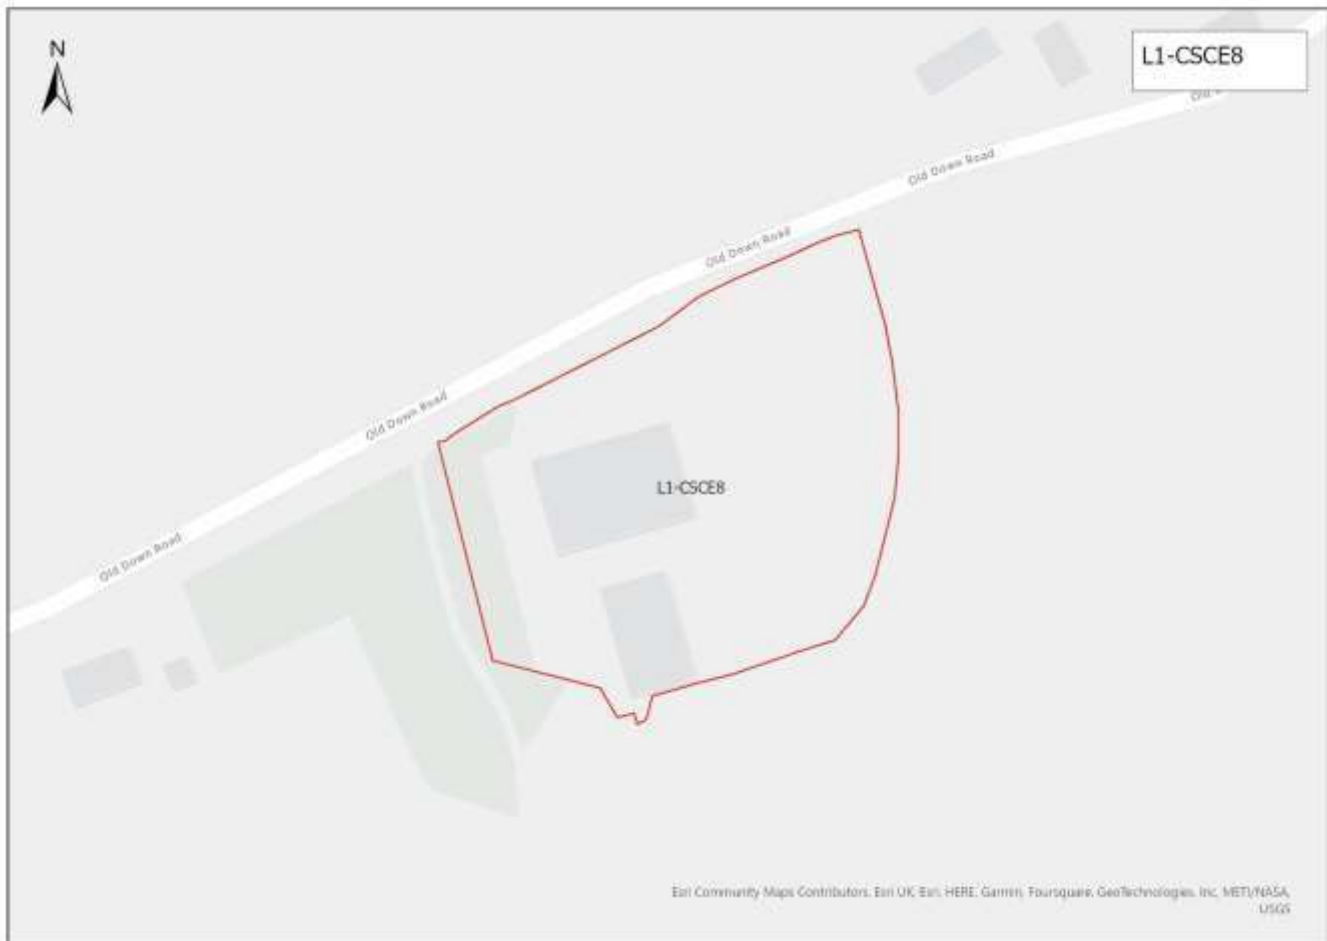 N
L1-CSCE8
Old Down Road
Old Down Road
Old Down Road
L1-CSCE8
Old Down Road
Esri Community Maps Contributors, Esri UK, Esri, HERE, Garmin, Foursquare, GeoTechnologies, Inc, METI/NASA,
USGS